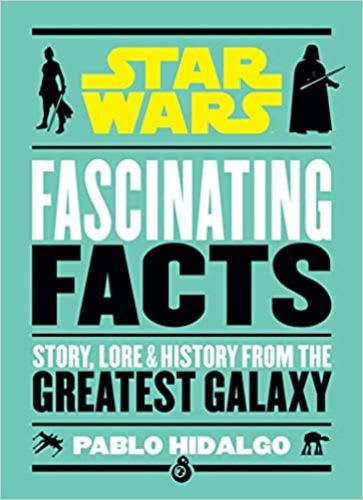 STAR
WARS
FASCINATING
FACTS
STORY, LORE & HISTORY FROM THE
GREATEST GALAXY
PABLO HIDALGO